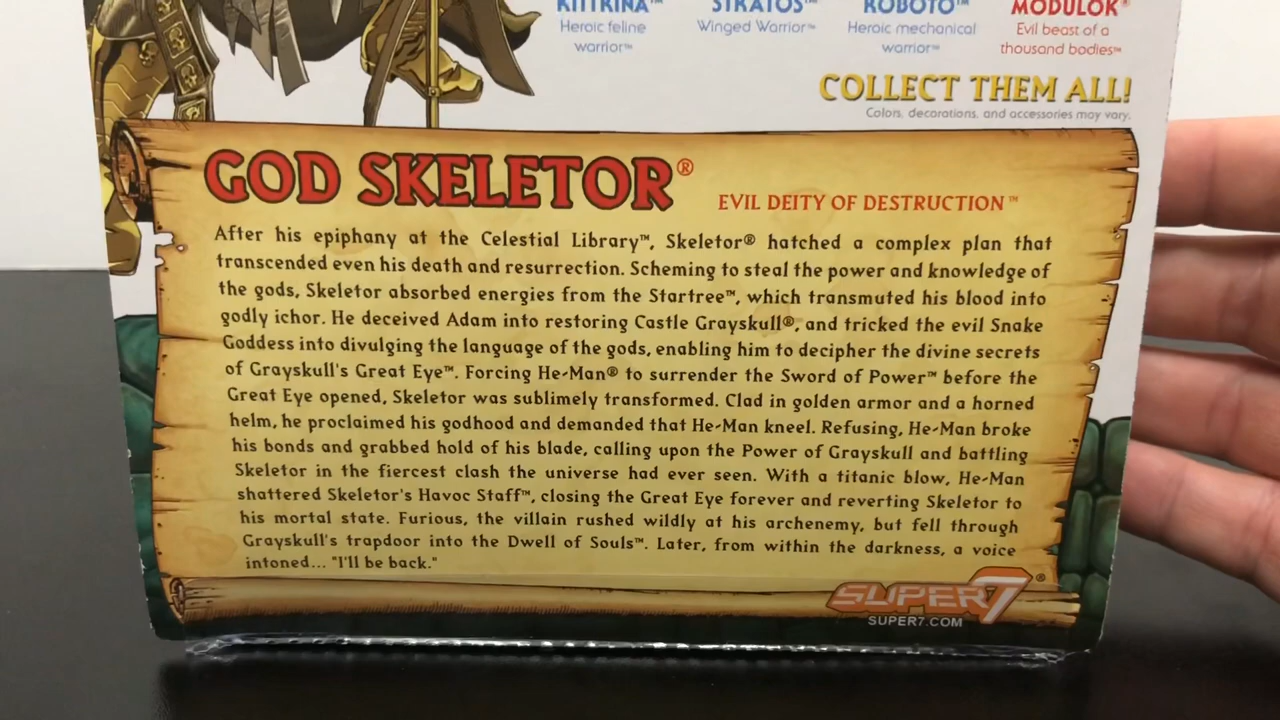 KITTRINA™ STRATOS™ ROBOTO™ MODULOK®
Heroic feline Winged Warrior™ Heroic mechanical Evil beast of a
warrior™ warrior™ thousand bodies™
COLLECT THEM ALL!
Colors, decorations, and accessories may vary.
GOD SKELETOR®
EVIL DEITY OF DESTRUCTION™
After his epiphany at the Celestial Library™, Skeletor® hatched a complex plan that
transcended even his death and resurrection. Scheming to steal the power and knowledge of
the gods, Skeletor absorbed energies from the Startree™, which transmuted his blood into
godly ichor. He deceived Adam into restoring Castle Grayskull®, and tricked the evil Snake
Goddess into divulging the language of the gods, enabling him to decipher the divine secrets
of Grayskull's Great Eye™. Forcing He-Man® to surrender the Sword of Power™ before the
Great Eye opened, Skeletor was sublimely transformed. Clad in golden armor and a horned
helm, he proclaimed his godhood and demanded that He-Man kneel. Refusing, He-Man broke
his bonds and grabbed hold of his blade, calling upon the Power of Grayskull and battling
Skeletor in the fiercest clash the universe had ever seen. With a titanic blow, He-Man
shattered Skeletor's Havoc Staff™, closing the Great Eye forever and reverting Skeletor to
his mortal state. Furious, the villain rushed wildly at his archenemy, but fell through
Grayskull's trapdoor into the Dwell of Souls™. Later, from within the darkness, a voice
intoned... "I'll be back."
SUPER7®
SUPER7.COM